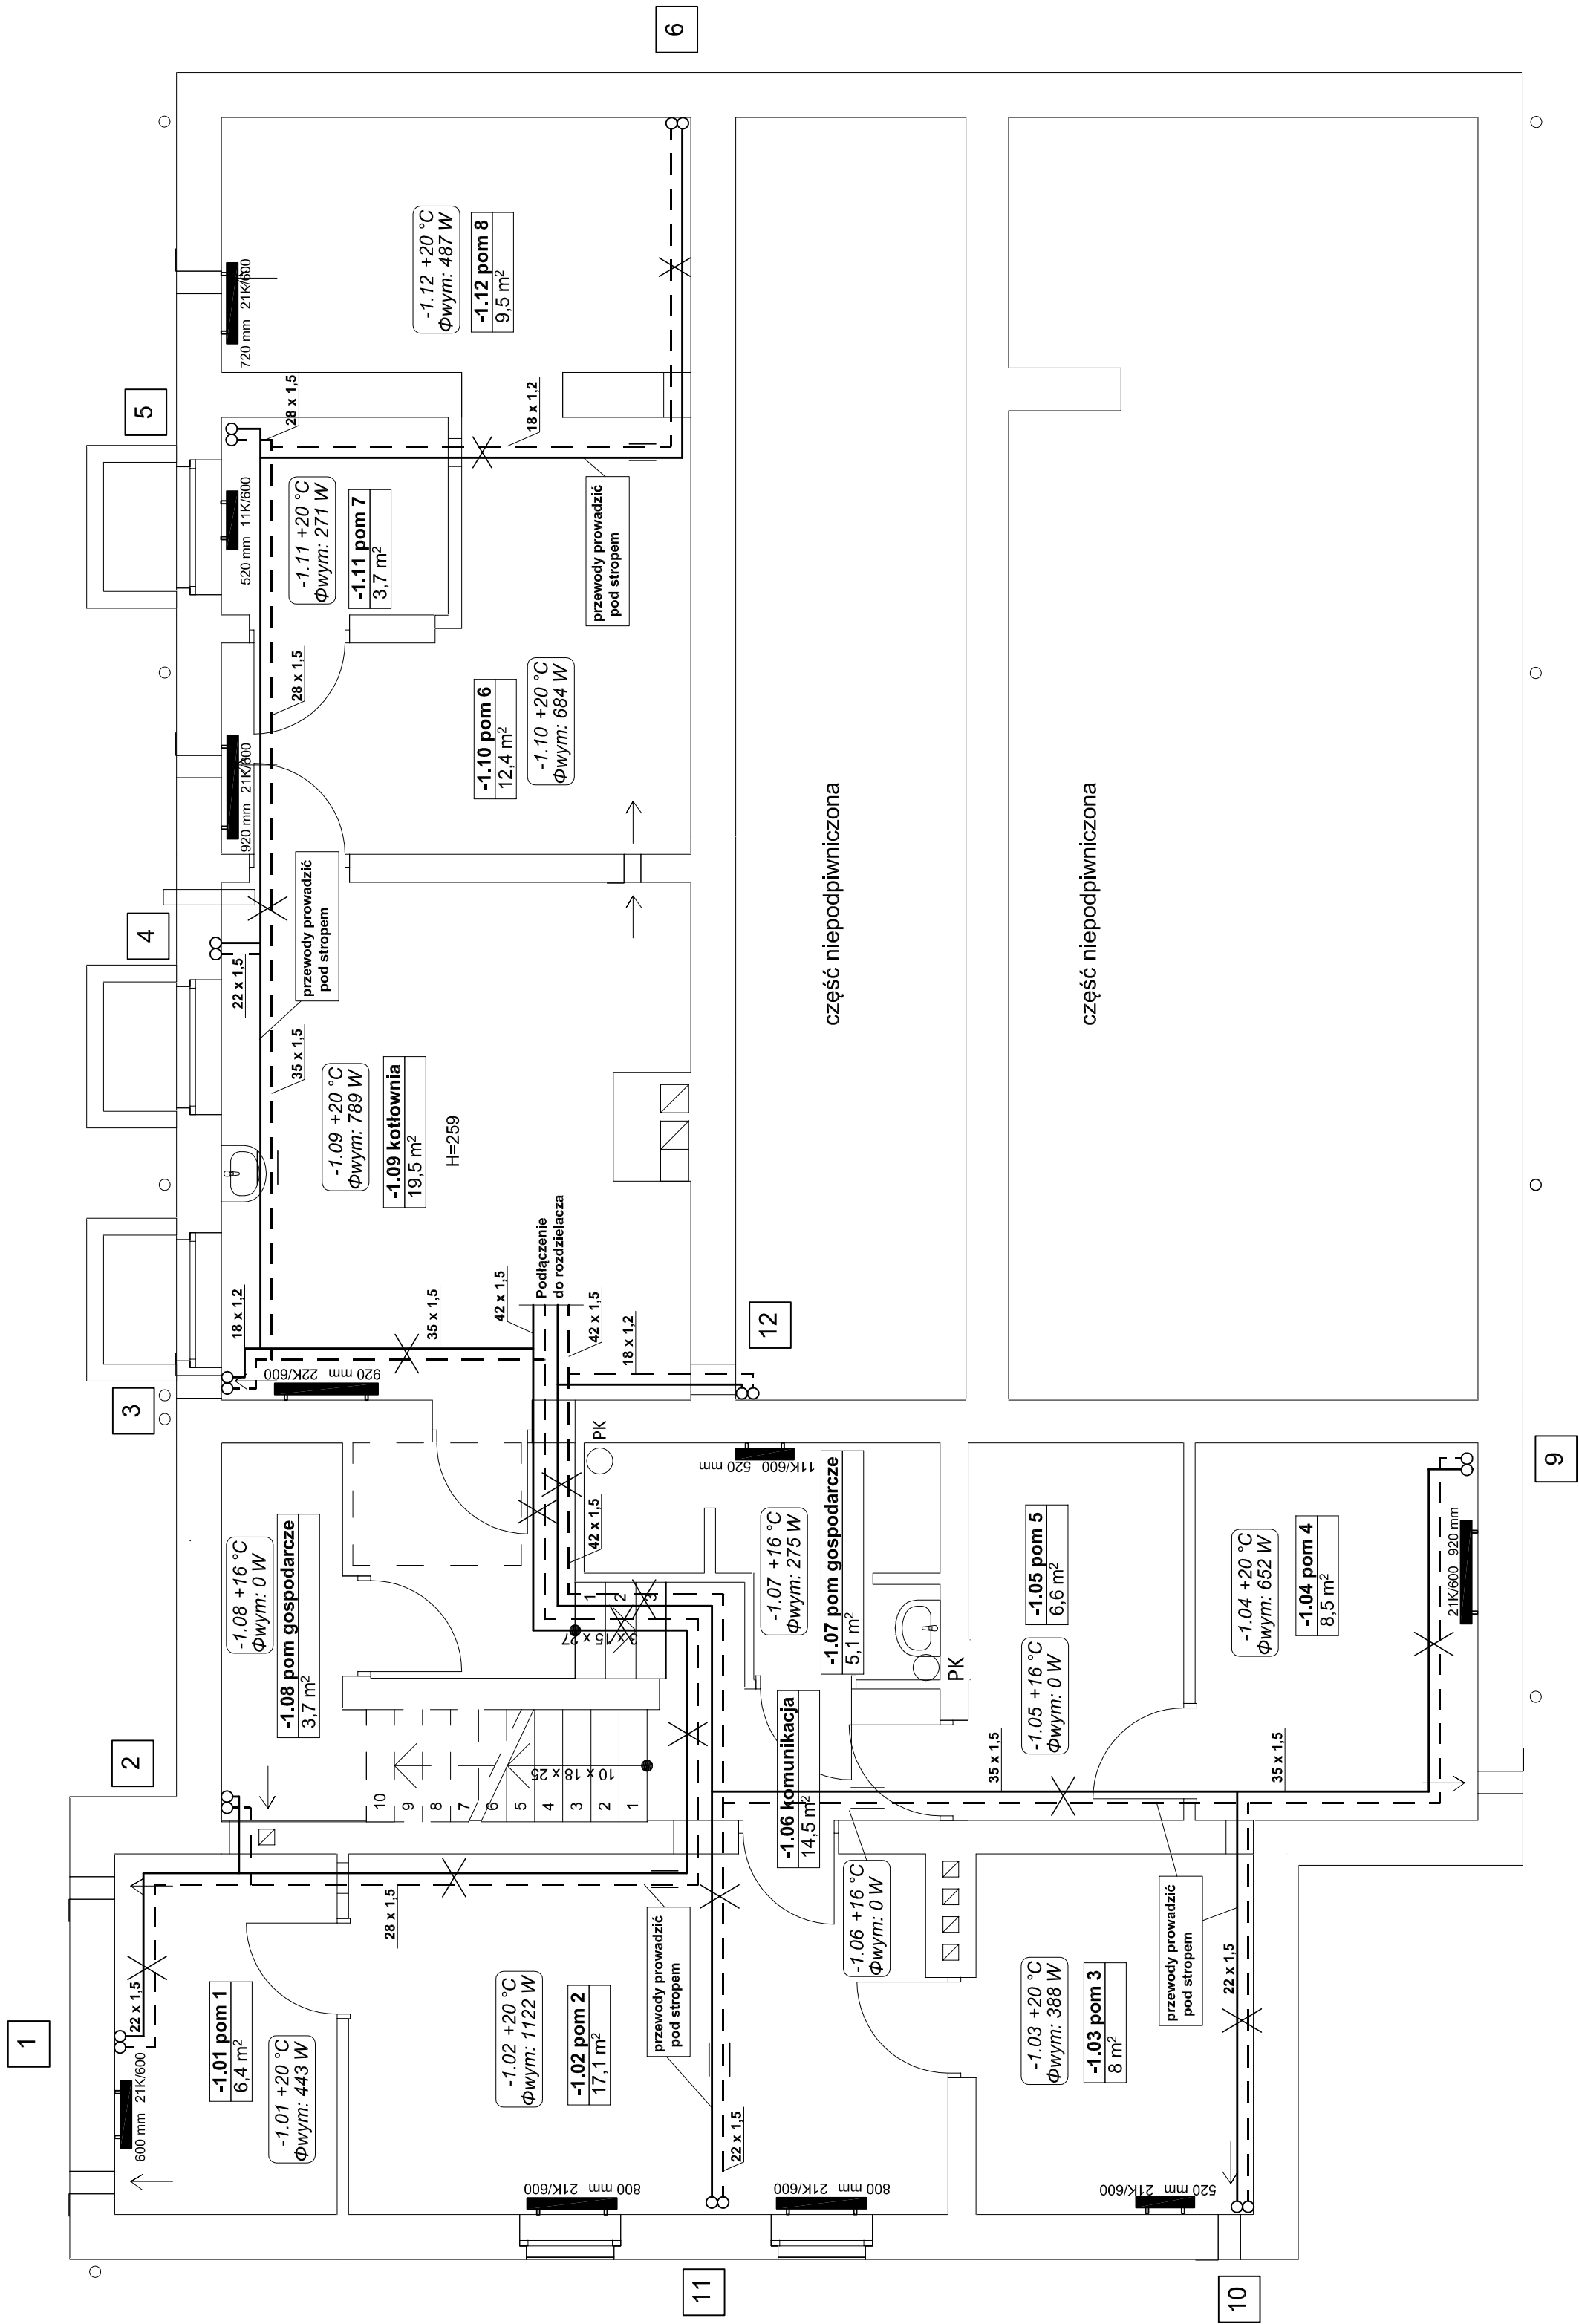 1
2
3
4
5
6
9
10
11
12
600 mm 21K/600
22 x 1,5
-1.01 pom 1
6,4 m²
-1.01 +20 °C
Φwym: 443 W
28 x 1,5
-1.02 +20 °C
Φwym: 1122 W
-1.02 pom 2
17,1 m²
przewody prowadzić
pod stropem
22 x 1,5
800 mm 21K/600
800 mm 21K/600
-1.03 +20 °C
Φwym: 388 W
-1.03 pom 3
8 m²
przewody prowadzić
pod stropem
22 x 1,5
520 mm 21K/600
-1.06 +16 °C
Φwym: 0 W
-1.06 komunikacja
14,5 m²
-1.08 +16 °C
Φwym: 0 W
-1.08 pom gospodarcze
3,7 m²
10
9
8
7
6
5
4
3
2
1
10 x 18 x 25
1
2
3
3 x 15 x 27
42 x 1,5
PK
-1.07 +16 °C
Φwym: 275 W
-1.07 pom gospodarcze
5,1 m²
11K/600 520 mm
PK
-1.05 pom 5
6,6 m²
-1.05 +16 °C
Φwym: 0 W
35 x 1,5
35 x 1,5
-1.04 +20 °C
Φwym: 652 W
-1.04 pom 4
8,5 m²
21K/600 920 mm
18 x 1,2
920 mm 22K/600
35 x 1,5
42 x 1,5
Podłączenie
do rozdzielacza
42 x 1,5
18 x 1,2
-1.09 +20 °C
Φwym: 789 W
-1.09 kotłownia
19,5 m²
H=259
35 x 1,5
22 x 1,5
przewody prowadzić
pod stropem
920 mm 21K/600
28 x 1,5
-1.10 pom 6
12,4 m²
-1.10 +20 °C
Φwym: 684 W
przewody prowadzić
pod stropem
520 mm 11K/600
-1.11 +20 °C
Φwym: 271 W
-1.11 pom 7
3,7 m²
28 x 1,5
18 x 1,2
720 mm 21K/600
-1.12 +20 °C
Φwym: 487 W
-1.12 pom 8
9,5 m²
część niepodpiwniczona
część niepodpiwniczona